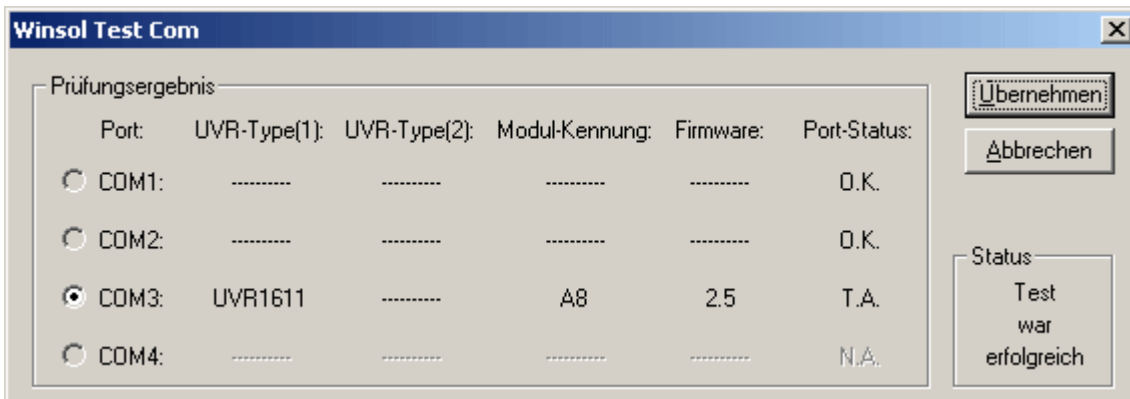 Winsol Test Com
Prüfungsergebnis
Port: UVR-Type(1): UVR-Type(2): Modul-Kennung: Firmware: Port-Status:
COM1: ---------- ---------- ---------- ---------- O.K.
COM2: ---------- ---------- ---------- ---------- O.K.
COM3: UVR1611 ---------- A8 2.5 T.A.
COM4: ---------- ---------- ---------- ---------- N.A.
Übernehmen
Abbrechen
Status
Test
war
erfolgreich